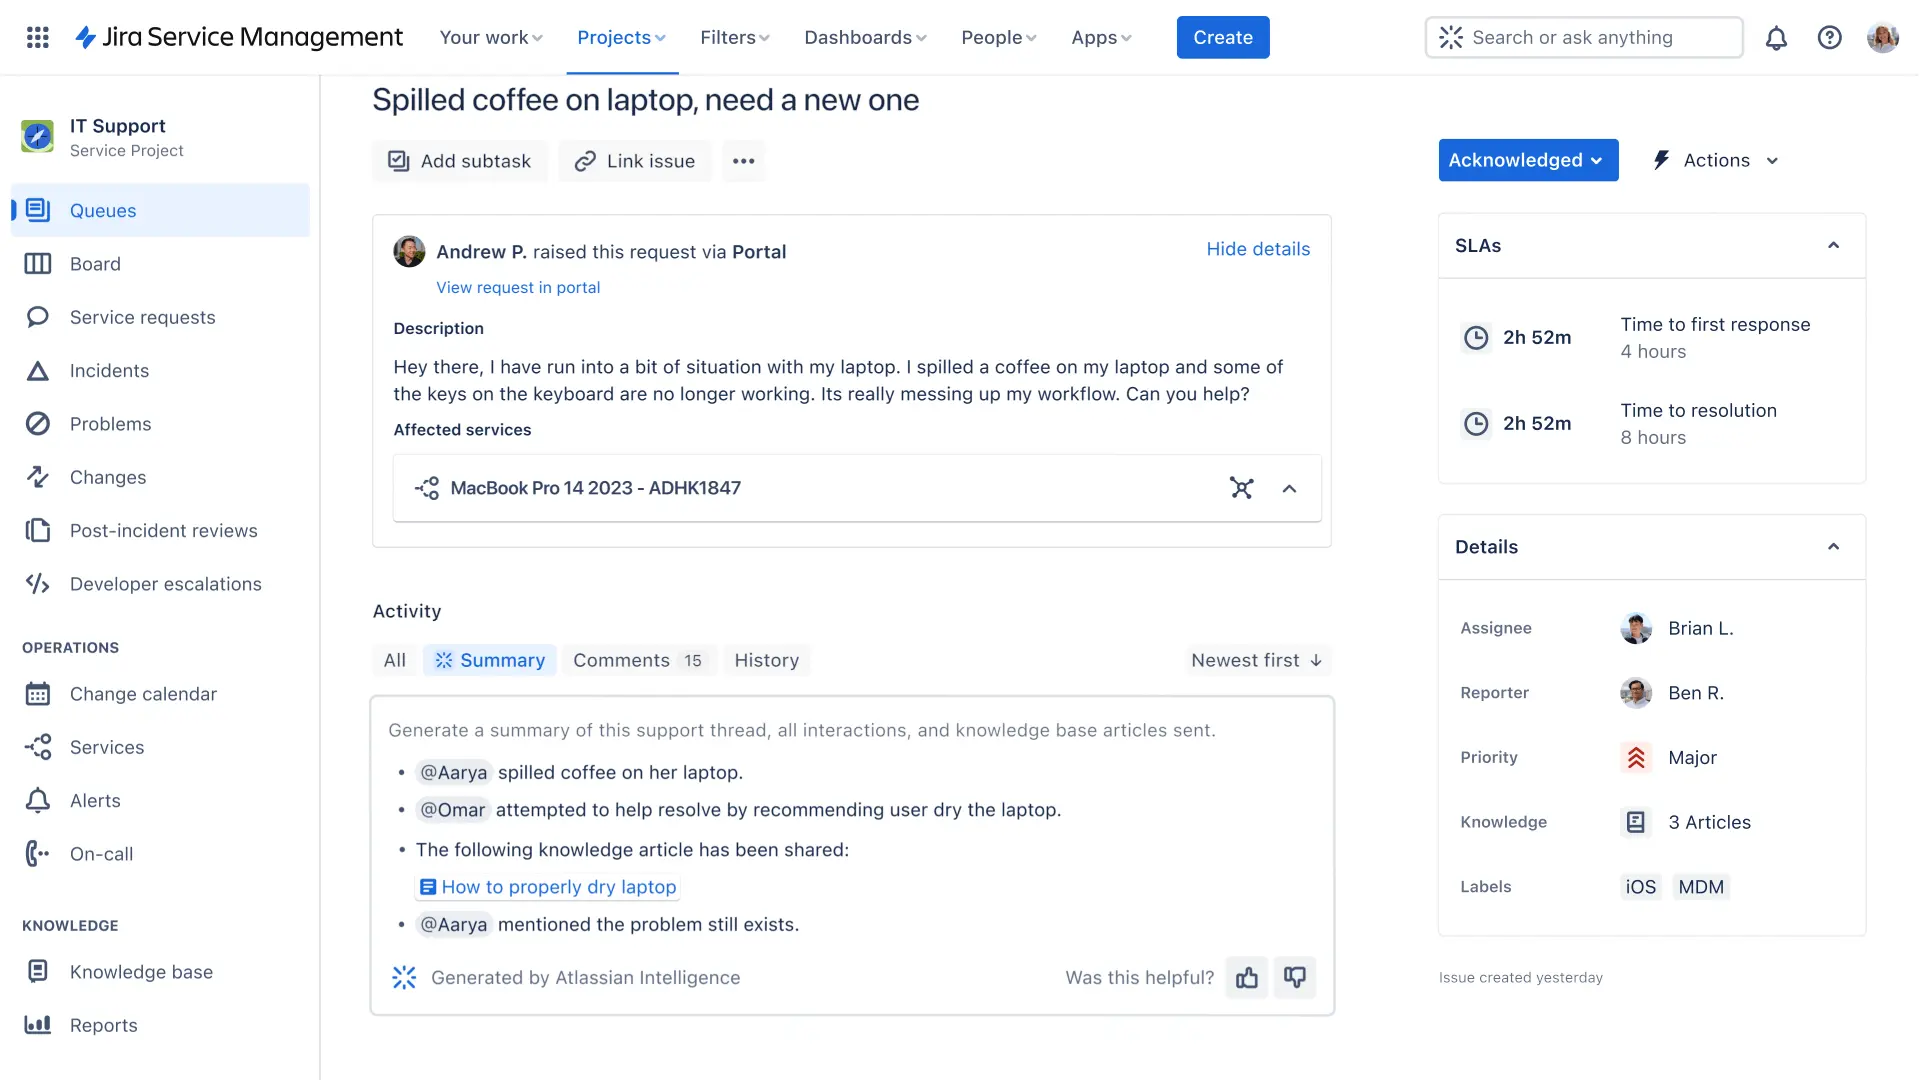 Jira Service Management
Your work
Projects
Filters
Dashboards
People
Apps
Create
Search or ask anything
IT Support
Service Project
Queues
Board
Service requests
Incidents
Problems
Changes
Post-incident reviews
Developer escalations
OPERATIONS
Change calendar
Services
Alerts
On-call
KNOWLEDGE
Knowledge base
Reports
Spilled coffee on laptop, need a new one
Add subtask
Link issue
Andrew P. raised this request via Portal
Hide details
View request in portal
Description
Hey there, I have run into a bit of situation with my laptop. I spilled a coffee on my laptop and some of
the keys on the keyboard are no longer working. Its really messing up my workflow. Can you help?
Affected services
MacBook Pro 14 2023 - ADHK1847
Activity
All
Summary
Comments 15
History
Newest first
Generate a summary of this support thread, all interactions, and knowledge base articles sent.
• @Aarya spilled coffee on her laptop.
• @Omar attempted to help resolve by recommending user dry the laptop.
• The following knowledge article has been shared:
How to properly dry laptop
• @Aarya mentioned the problem still exists.
Generated by Atlassian Intelligence
Was this helpful?
Acknowledged
Actions
SLAs
2h 52m
Time to first response
4 hours
2h 52m
Time to resolution
8 hours
Details
Assignee
Brian L.
Reporter
Ben R.
Priority
Major
Knowledge
3 Articles
Labels
iOS
MDM
Issue created yesterday